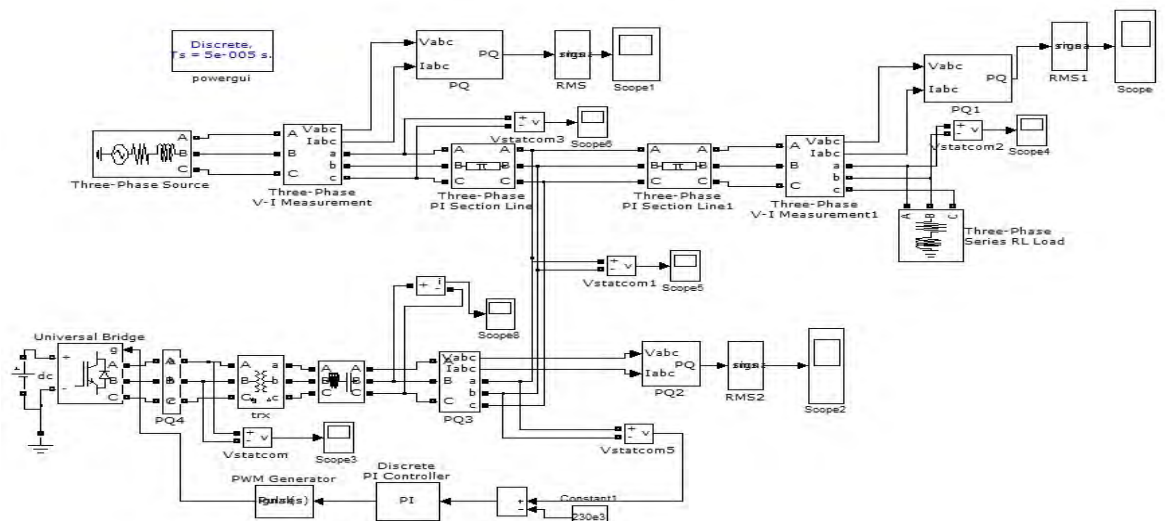 Discrete,
Ts = 5e-005 s.
powergui
Vabc
Iabc
PQ
PQ
RMS
Scope1
Vabc
Iabc
PQ
PQ1
RMS1
Scope
A
B
C
Three-Phase Source
A
B
C
Vabc
Iabc
a
b
c
Three-Phase
V-I Measurement
+
-
v
Vstatcom3
Scope6
A
B
C
π
A
B
C
Three-Phase
PI Section Line
A
B
C
π
A
B
C
Three-Phase
PI Section Line1
A
B
C
Vabc
Iabc
a
b
c
Three-Phase
V-I Measurement1
+
-
v
Vstatcom2
Scope4
A
B
C
Three-Phase
Series RL Load
+
-
v
Vstatcom1
Scope5
+
-
i
Scope8
Universal Bridge
dc
+
-
g
A
B
C
PQ4
A
B
C
a
b
c
trx
A
B
C
A
B
C
A
B
C
Vabc
Iabc
a
b
c
PQ3
Vabc
Iabc
PQ
PQ2
RMS2
Scope2
+
-
v
Vstatcom
Scope3
+
-
v
Vstatcom5
PWM Generator
Discrete
PI Controller
PI
+
-
Constant1
230e3